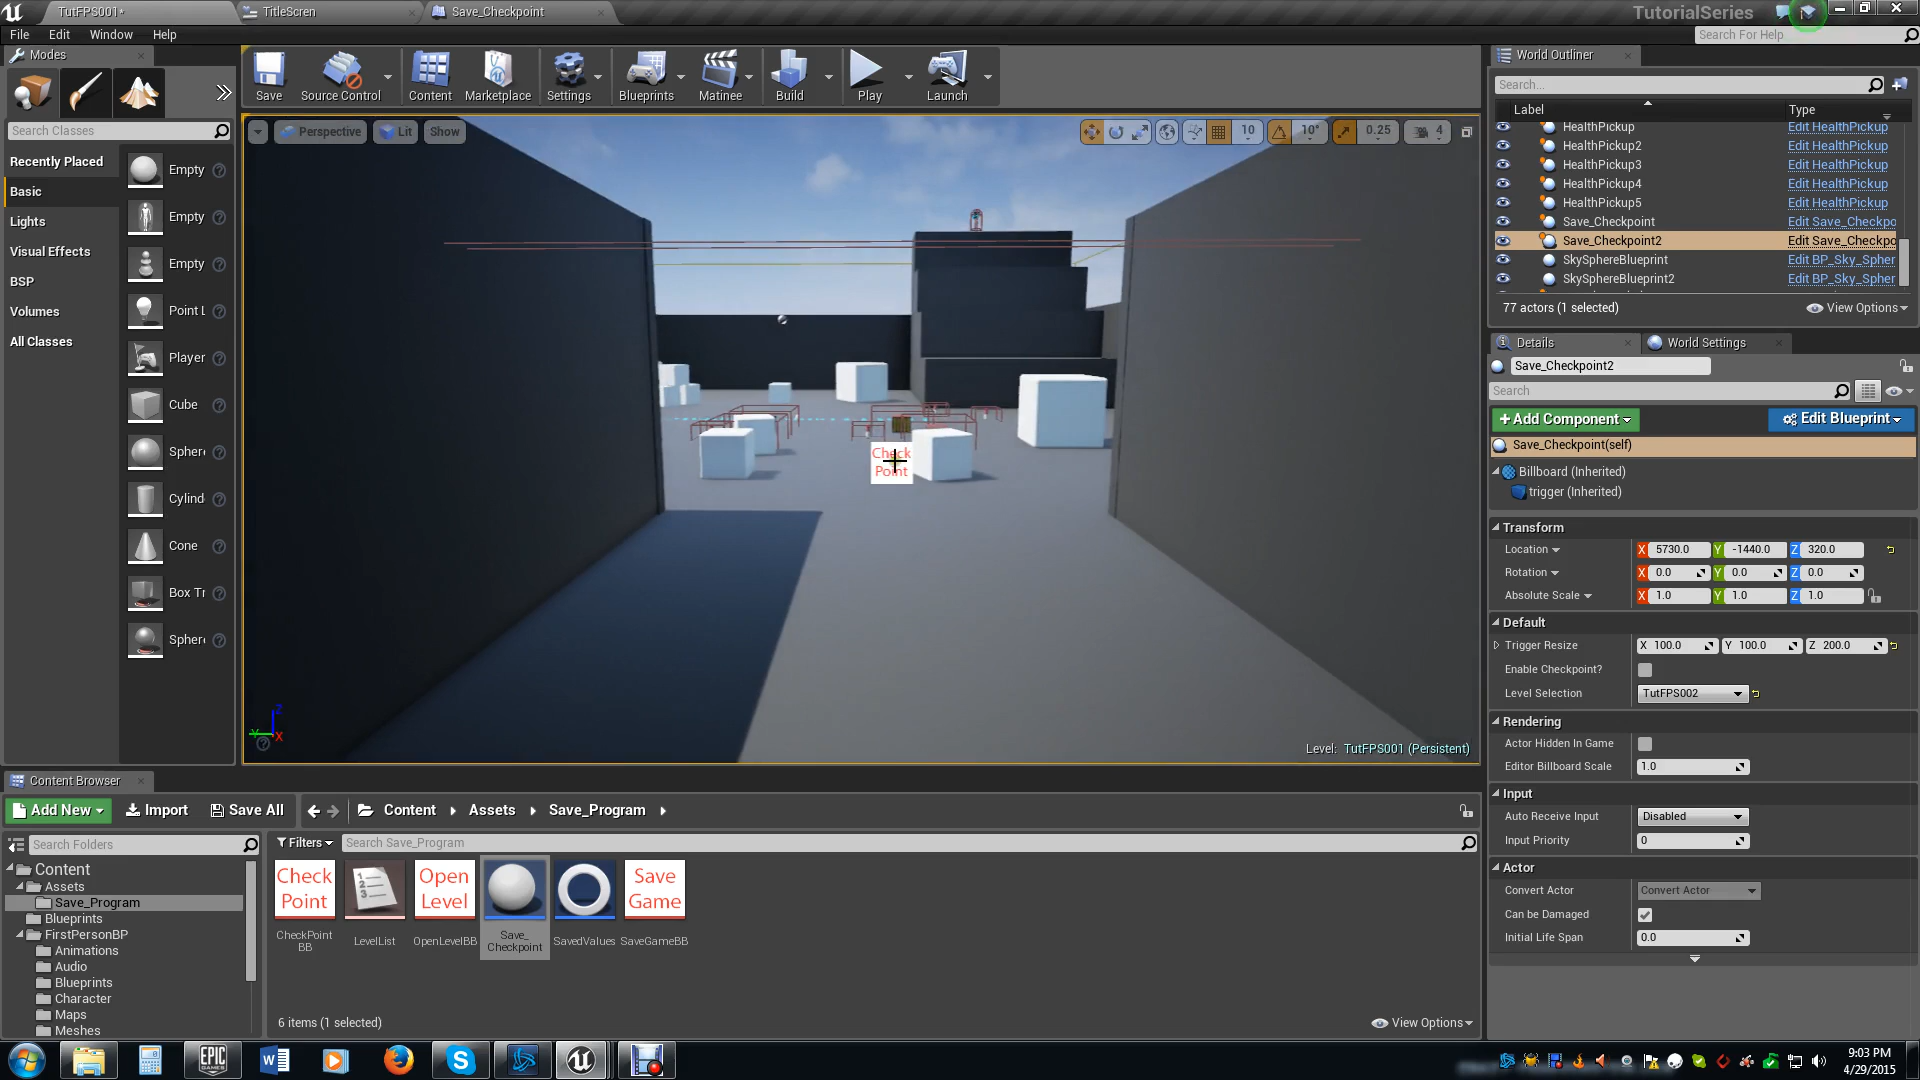 TutFPS001*
TitleScren
Save_Checkpoint
TutorialSeries
File
Edit
Window
Help
Search For Help
Modes
Search Classes
Recently Placed
Basic
Lights
Visual Effects
BSP
Volumes
All Classes
Empty
Empty
Empty
Point L
Player
Cube
Spher
Cylind
Cone
Box Tr
Spher
Save
Source Control
Content
Marketplace
Settings
Blueprints
Matinee
Build
Play
Launch
Perspective
Lit
Show
10
10°
0.25
4
Check
Point
Level: TutFPS001 (Persistent)
World Outliner
Search...
Label
Type
HealthPickup Edit HealthPickup
HealthPickup2 Edit HealthPickup
HealthPickup3 Edit HealthPickup
HealthPickup4 Edit HealthPickup
HealthPickup5 Edit HealthPickup
Save_Checkpoint Edit Save_Checkpo
Save_Checkpoint2 Edit Save_Checkpo
SkySphereBlueprint Edit BP_Sky_Spher
SkySphereBlueprint2 Edit BP_Sky_Spher
77 actors (1 selected)
View Options
Details
World Settings
Save_Checkpoint2
Search
+Add Component
Edit Blueprint
Save_Checkpoint(self)
Billboard (Inherited)
trigger (Inherited)
Transform
Location X 5730.0 Y -1440.0 Z 320.0
Rotation X 0.0 Y 0.0 Z 0.0
Absolute Scale X 1.0 Y 1.0 Z 1.0
Default
Trigger Resize X 100.0 Y 100.0 Z 200.0
Enable Checkpoint?
Level Selection TutFPS002
Rendering
Actor Hidden In Game
Editor Billboard Scale 1.0
Input
Auto Receive Input Disabled
Input Priority 0
Actor
Convert Actor Convert Actor
Can be Damaged
Initial Life Span 0.0
Content Browser
Add New
Import
Save All
Content
Assets
Save_Program
Search Folders
Filters
Search Save_Program
Content
Assets
Save_Program
Blueprints
FirstPersonBP
Animations
Audio
Blueprints
Character
Maps
Meshes
Check
Point
CheckPoint
BB
1
2
3
LevelList
Open
Level
OpenLevelBB
Save_
Checkpoint
SavedValues
Save
Game
SaveGameBB
6 items (1 selected)
View Options
EPIC
GAMES
9:03 PM
4/29/2015